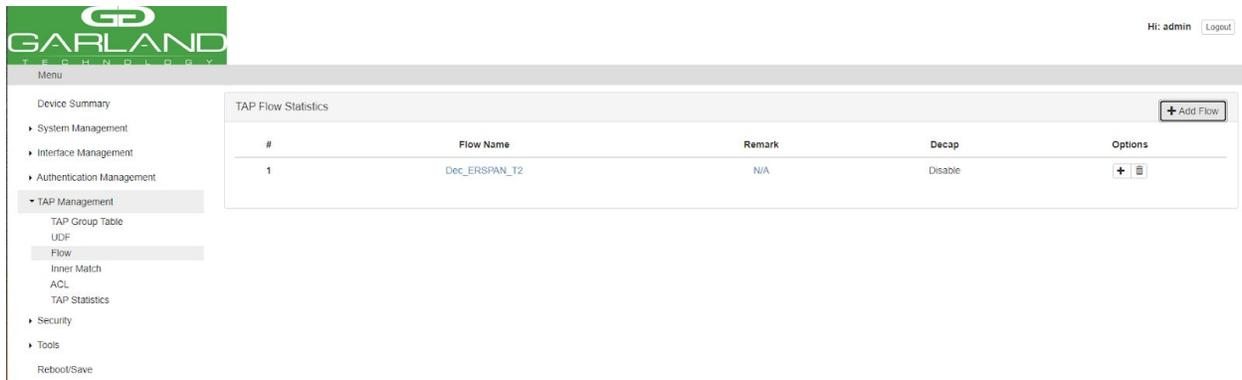 GARLAND
TECHNOLOGY
Hi: admin Logout
Menu
Device Summary
System Management
Interface Management
Authentication Management
TAP Management
TAP Group Table
UDF
Flow
Inner Match
ACL
TAP Statistics
Security
Tools
Reboot/Save
TAP Flow Statistics
+ Add Flow
# Flow Name Remark Decap Options
1 Dec_ERSPAN_T2 N/A Disable +